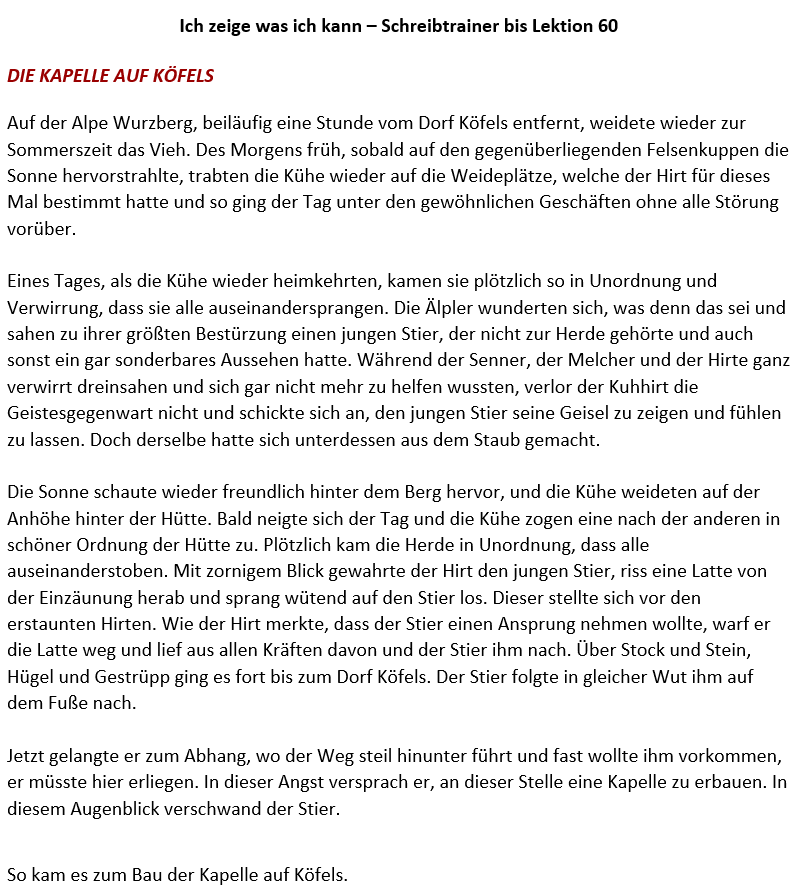 Ich zeige was ich kann – Schreibtrainer bis Lektion 60
DIE KAPELLE AUF KÖFELS
Auf der Alpe Wurzberg, beiläufig eine Stunde vom Dorf Köfels entfernt, weidete wieder zur
Sommerszeit das Vieh. Des Morgens früh, sobald auf den gegenüberliegenden Felsenkuppen die
Sonne hervorstrahlte, trabten die Kühe wieder auf die Weideplätze, welche der Hirt für dieses
Mal bestimmt hatte und so ging der Tag unter den gewöhnlichen Geschäften ohne alle Störung
vorüber.
Eines Tages, als die Kühe wieder heimkehrten, kamen sie plötzlich so in Unordnung und
Verwirrung, dass sie alle auseinandersprangen. Die Älpler wunderten sich, was denn das sei und
sahen zu ihrer größten Bestürzung einen jungen Stier, der nicht zur Herde gehörte und auch
sonst ein gar sonderbares Aussehen hatte. Während der Senner, der Melcher und der Hirte ganz
verwirrt dreinsahen und sich gar nicht mehr zu helfen wussten, verlor der Kuhhirt die
Geistesgegenwart nicht und schickte sich an, den jungen Stier seine Geisel zu zeigen und fühlen
zu lassen. Doch derselbe hatte sich unterdessen aus dem Staub gemacht.
Die Sonne schaute wieder freundlich hinter dem Berg hervor, und die Kühe weideten auf der
Anhöhe hinter der Hütte. Bald neigte sich der Tag und die Kühe zogen eine nach der anderen in
schöner Ordnung der Hütte zu. Plötzlich kam die Herde in Unordnung, dass alle
auseinanderstoben. Mit zornigem Blick gewahrte der Hirt den jungen Stier, riss eine Latte von
der Einzäunung herab und sprang wütend auf den Stier los. Dieser stellte sich vor den
erstaunten Hirten. Wie der Hirt merkte, dass der Stier einen Ansprung nehmen wollte, warf er
die Latte weg und lief aus allen Kräften davon und der Stier ihm nach. Über Stock und Stein,
Hügel und Gestrüpp ging es fort bis zum Dorf Köfels. Der Stier folgte in gleicher Wut ihm auf
dem Fuße nach.
Jetzt gelangte er zum Abhang, wo der Weg steil hinunter führt und fast wollte ihm vorkommen,
er müsste hier erliegen. In dieser Angst versprach er, an dieser Stelle eine Kapelle zu erbauen. In
diesem Augenblick verschwand der Stier.
So kam es zum Bau der Kapelle auf Köfels.